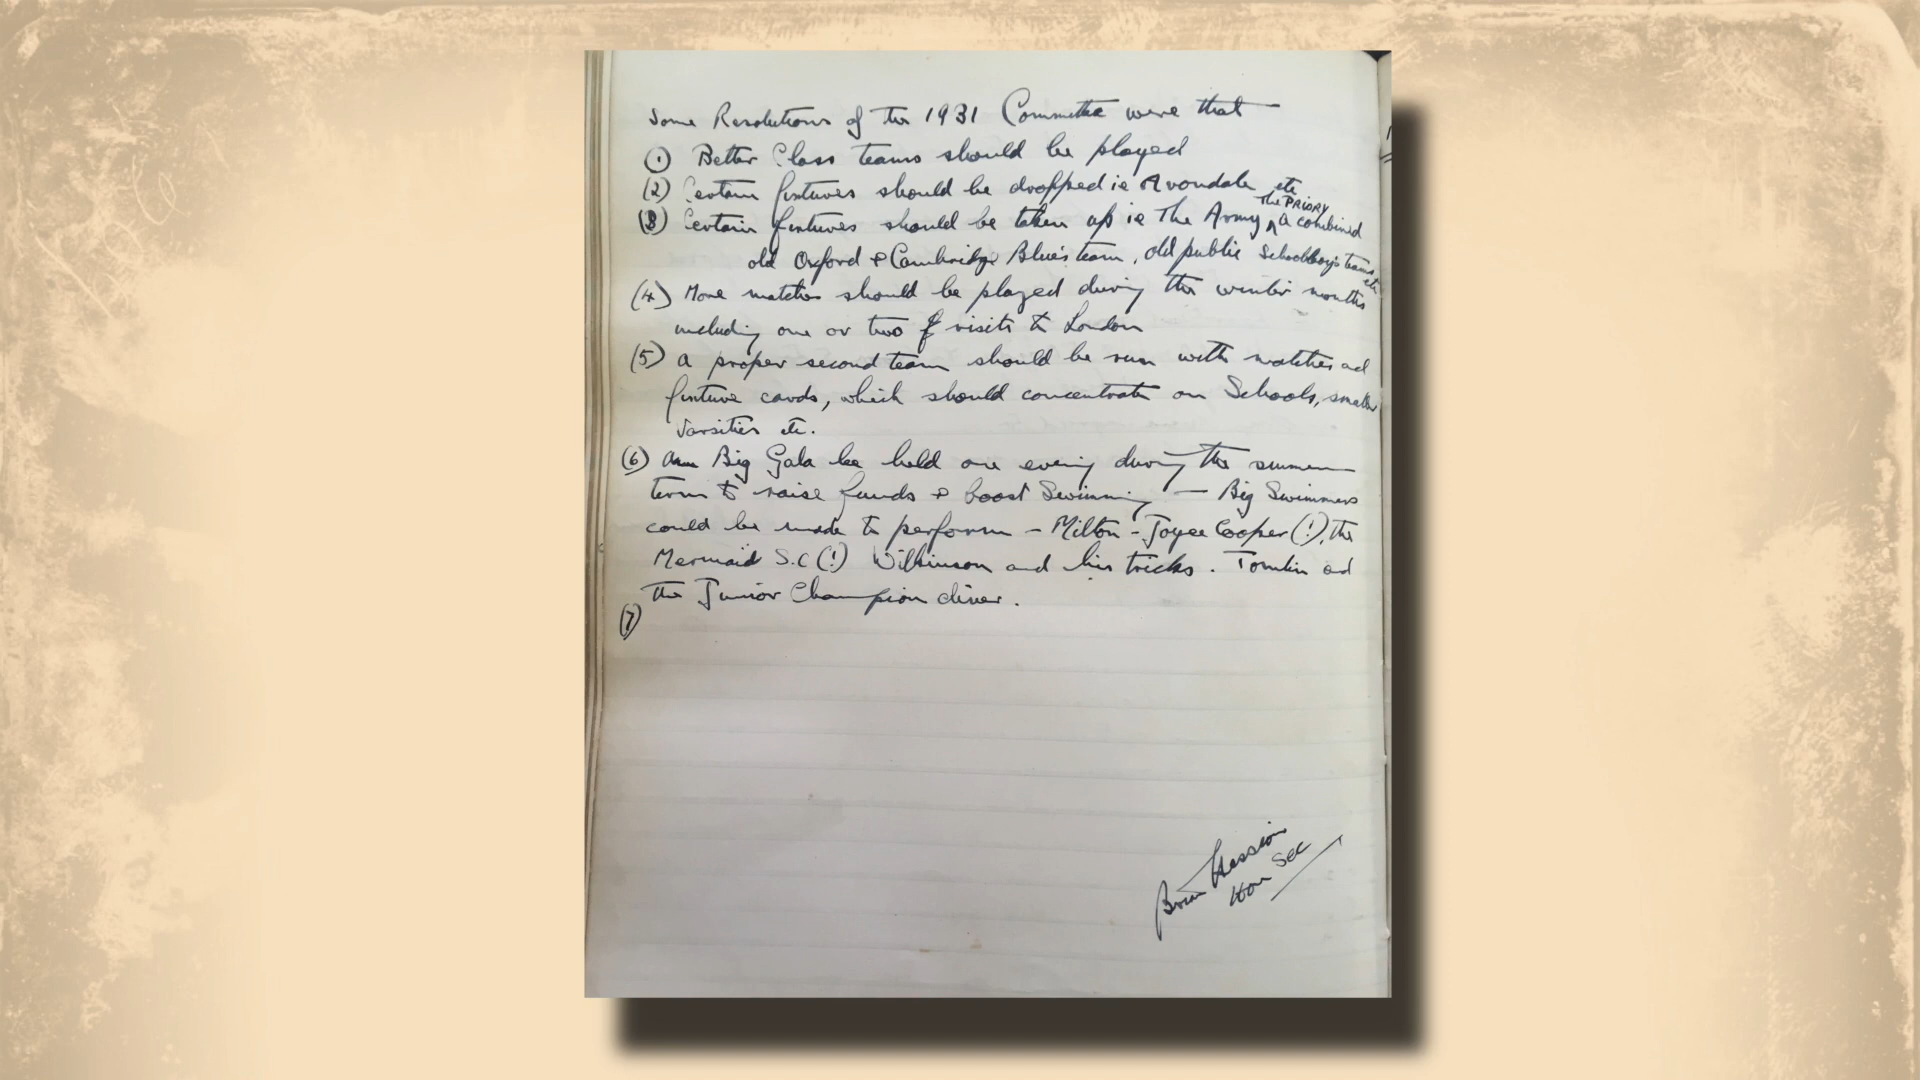 Some Resolutions of the 1931 Committee were that —
(1) Better Class teams should be played
(2) Certain fixtures should be dropped ie Avondale etc
(3) Certain fixtures should be taken up ie The Army, The PRIORY a combined
old Oxford & Cambridge Blues team, old public Schoolboys teams etc
(4) More matches should be played during the winter months
including one or two visits to London
(5) A proper second team should be run with matches and
fixture cards, which should concentrate on Schools, smaller
Varsities etc.
(6) A Big Gala be held one evening during the summer
term to raise funds & boost Swimming — Big Swimmers
could be made to perform - Milton - Joyce Cooper (!), the
Mermaid S.C (!) Wilkinson and his tricks. Tomlin and
the Junior Champion diver.
(7)
Brian Hession
Hon Sec